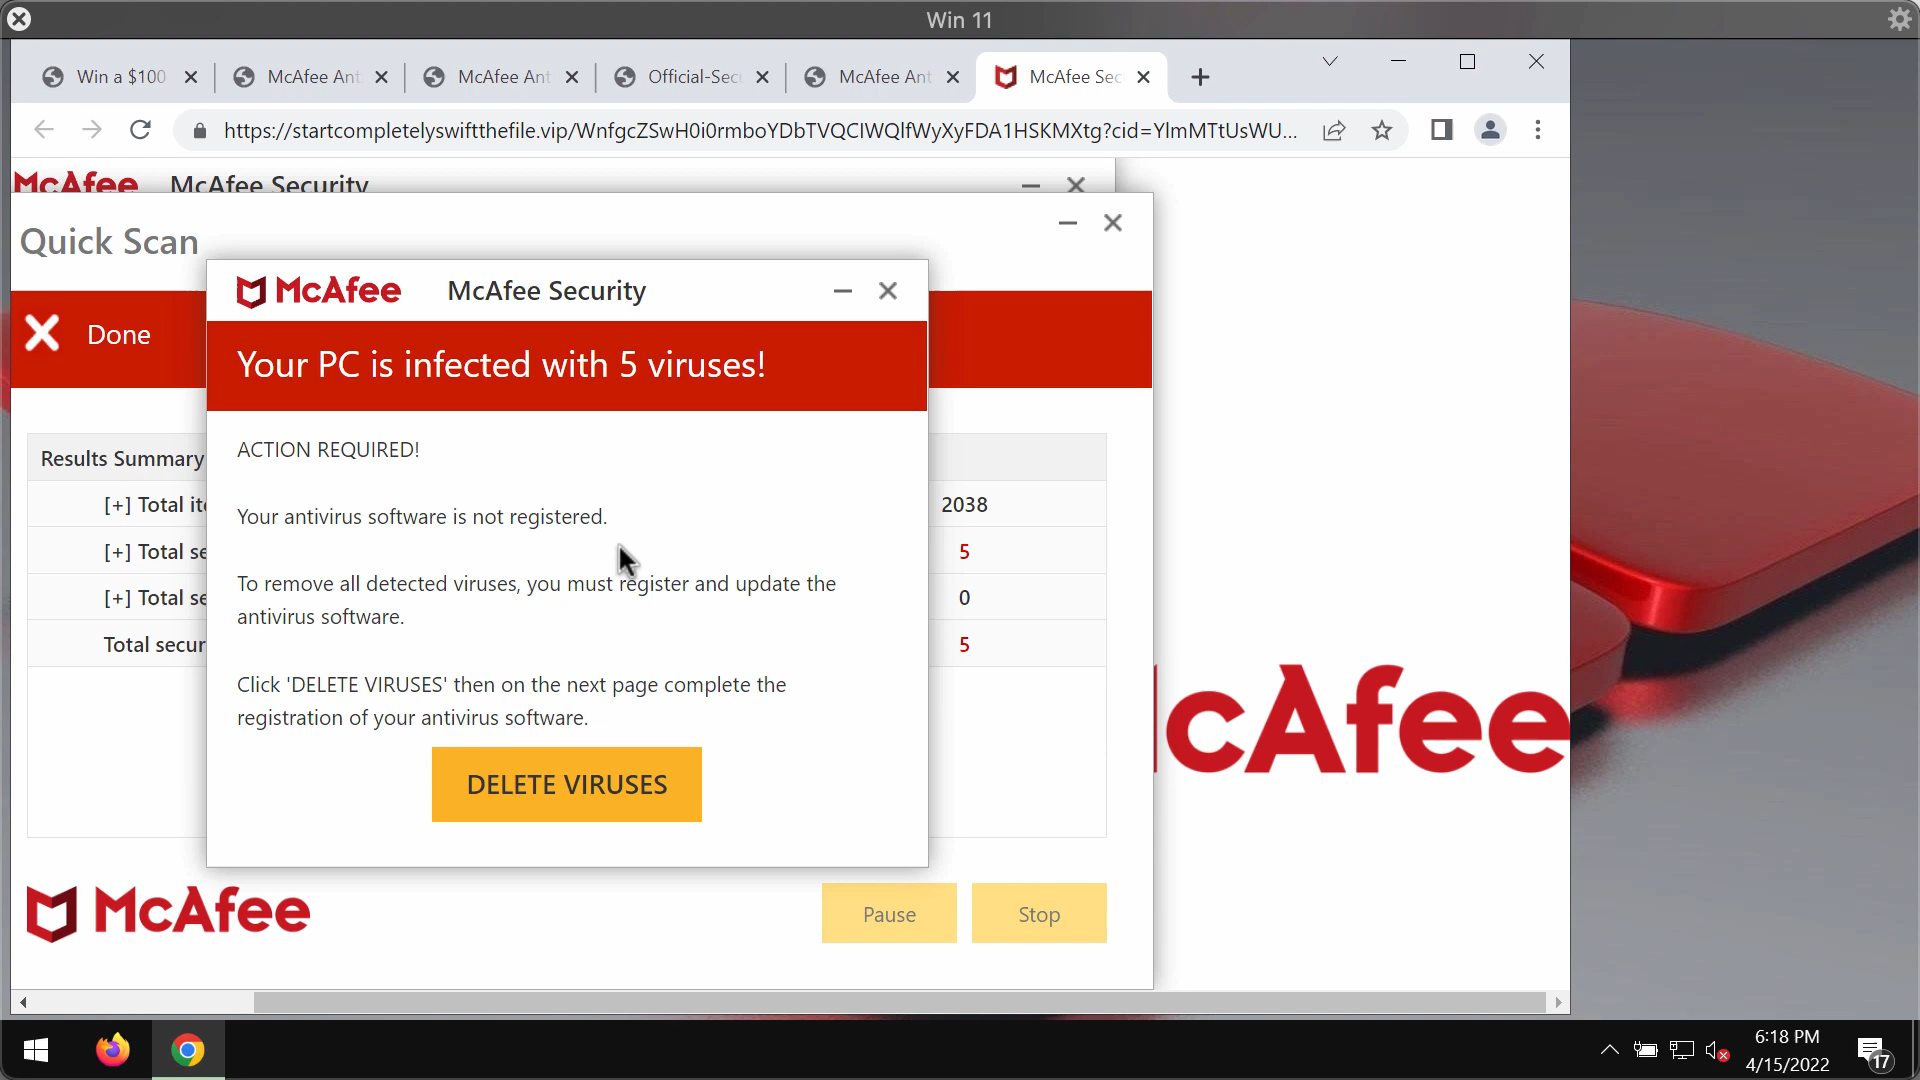 Win 11
Win a $100
McAfee Ant
McAfee Ant
Official-Secu
McAfee Ant
McAfee Sec
https://startcompletelyswiftthefile.vip/WnfgcZSwH0i0rmboYDbTVQCIWQlfWyXyFDA1HSKMXtg?cid=YlmMTtUsWU...
McAfee McAfee Security
Quick Scan
McAfee McAfee Security
Done
Your PC is infected with 5 viruses!
ACTION REQUIRED!
Your antivirus software is not registered.
To remove all detected viruses, you must register and update the
antivirus software.
Click 'DELETE VIRUSES' then on the next page complete the
registration of your antivirus software.
DELETE VIRUSES
Results Summary
[+] Total ite 2038
[+] Total se 5
[+] Total se 0
Total secur 5
McAfee
McAfee
Pause
Stop
6:18 PM
4/15/2022
17